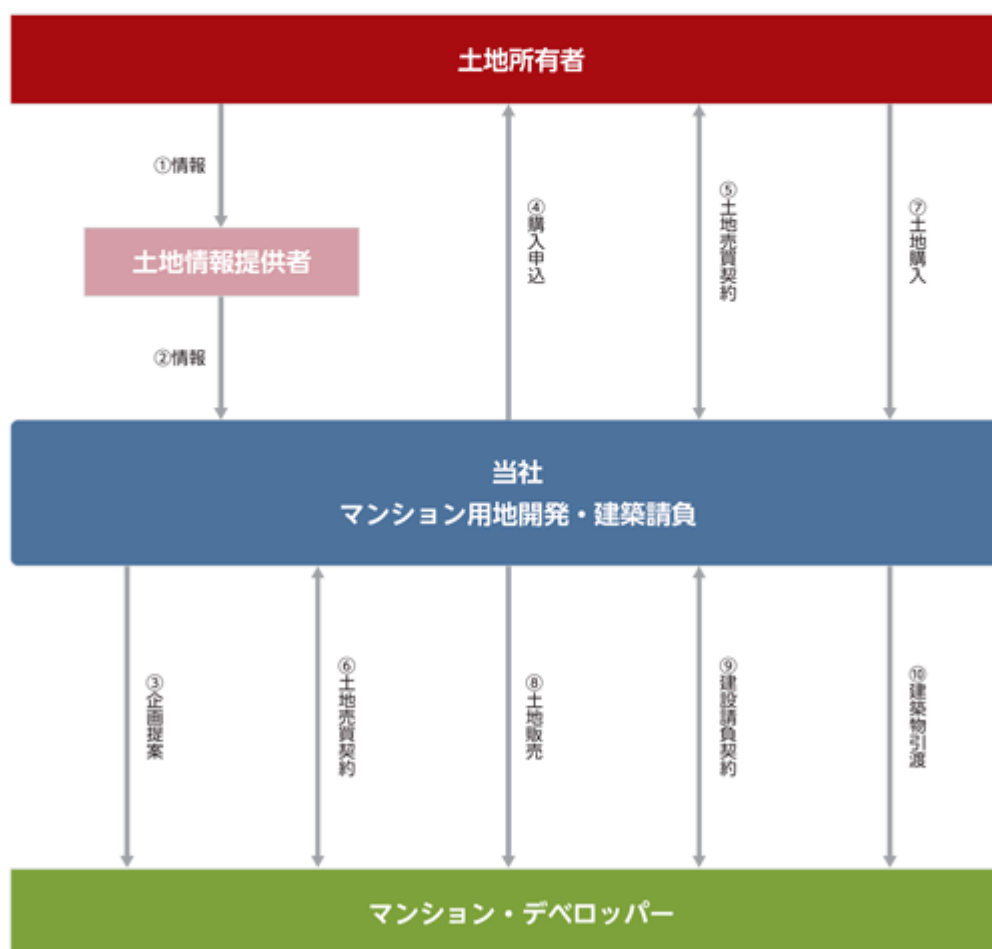 土地所有者
①情報
土地情報提供者
②情報
④購入申込
⑤土地売買契約
⑦土地購入
当社
マンション用地開発・建築請負
③企画提案
⑥土地売買契約
⑧土地販売
⑨建設請負契約
⑩建築物引渡
マンション・デベロッパー